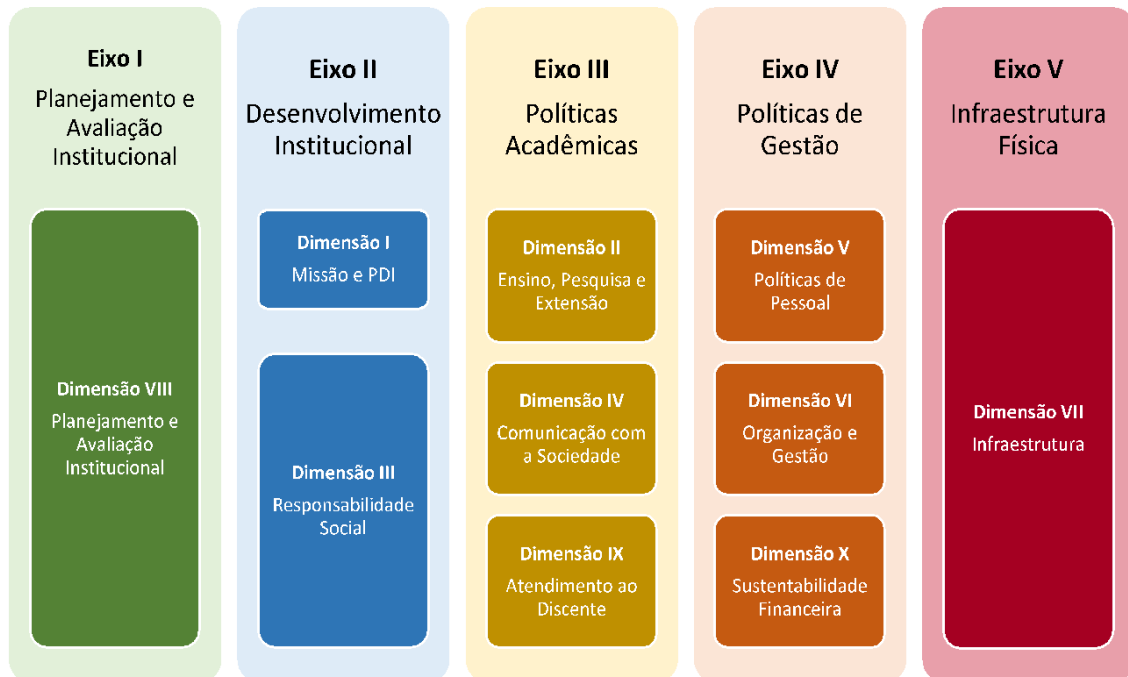 Eixo I
Planejamento e
Avaliação
Institucional
Dimensão VIII
Planejamento e
Avaliação
Institucional
Eixo II
Desenvolvimento
Institucional
Dimensão I
Missão e PDI
Dimensão III
Responsabilidade
Social
Eixo III
Políticas
Acadêmicas
Dimensão II
Ensino, Pesquisa e
Extensão
Dimensão IV
Comunicação com
a Sociedade
Dimensão IX
Atendimento ao
Discente
Eixo IV
Políticas de
Gestão
Dimensão V
Políticas de
Pessoal
Dimensão VI
Organização e
Gestão
Dimensão X
Sustentabilidade
Financeira
Eixo V
Infraestrutura
Física
Dimensão VII
Infraestrutura